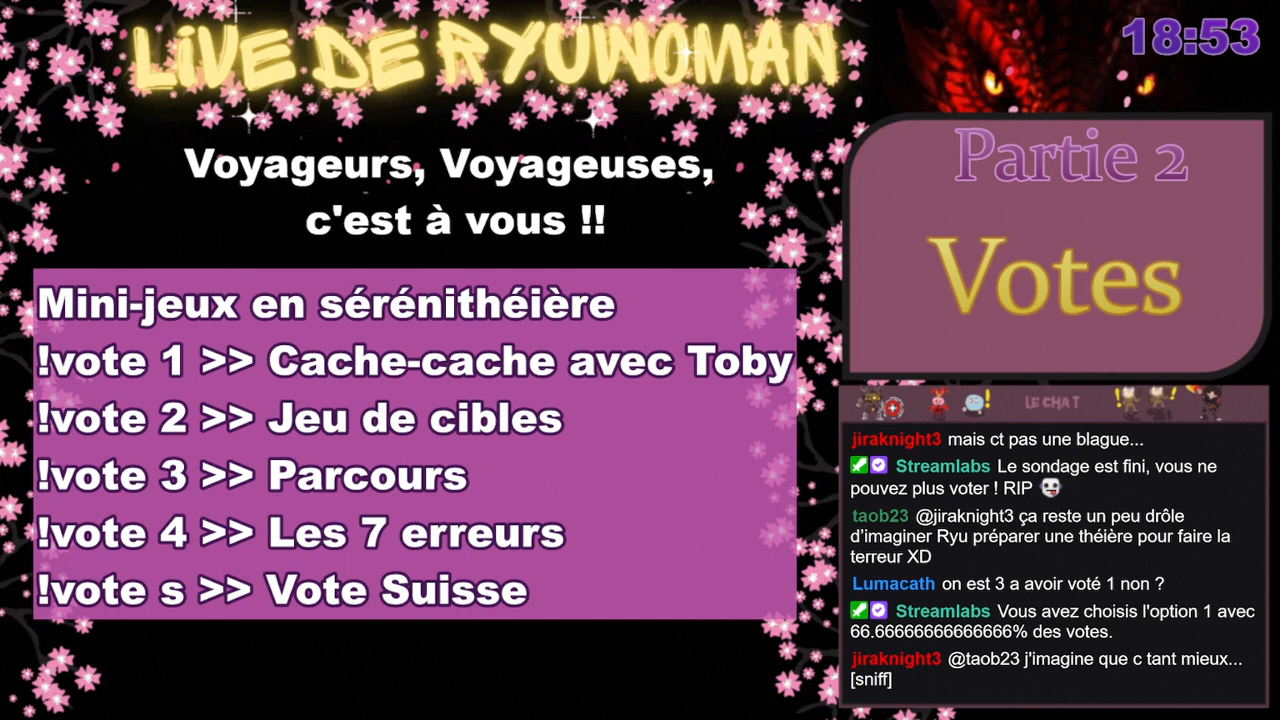 LiVE DE RYUWOMAN
18:53
Voyageurs, Voyageuses,
c'est à vous !!
Mini-jeux en sérénithéière
!vote 1 >> Cache-cache avec Toby
!vote 2 >> Jeu de cibles
!vote 3 >> Parcours
!vote 4 >> Les 7 erreurs
!vote s >> Vote Suisse
Partie 2
Votes
LE CHAT
jiraknight3 mais ct pas une blague...
Streamlabs Le sondage est fini, vous ne
pouvez plus voter ! RIP
taob23 @jiraknight3 ça reste un peu drôle
d'imaginer Ryu préparer une théière pour faire la
terreur XD
Lumacath on est 3 a avoir voté 1 non ?
Streamlabs Vous avez choisis l'option 1 avec
66.66666666666666% des votes.
jiraknight3 @taob23 j'imagine que c tant mieux...
[sniff]